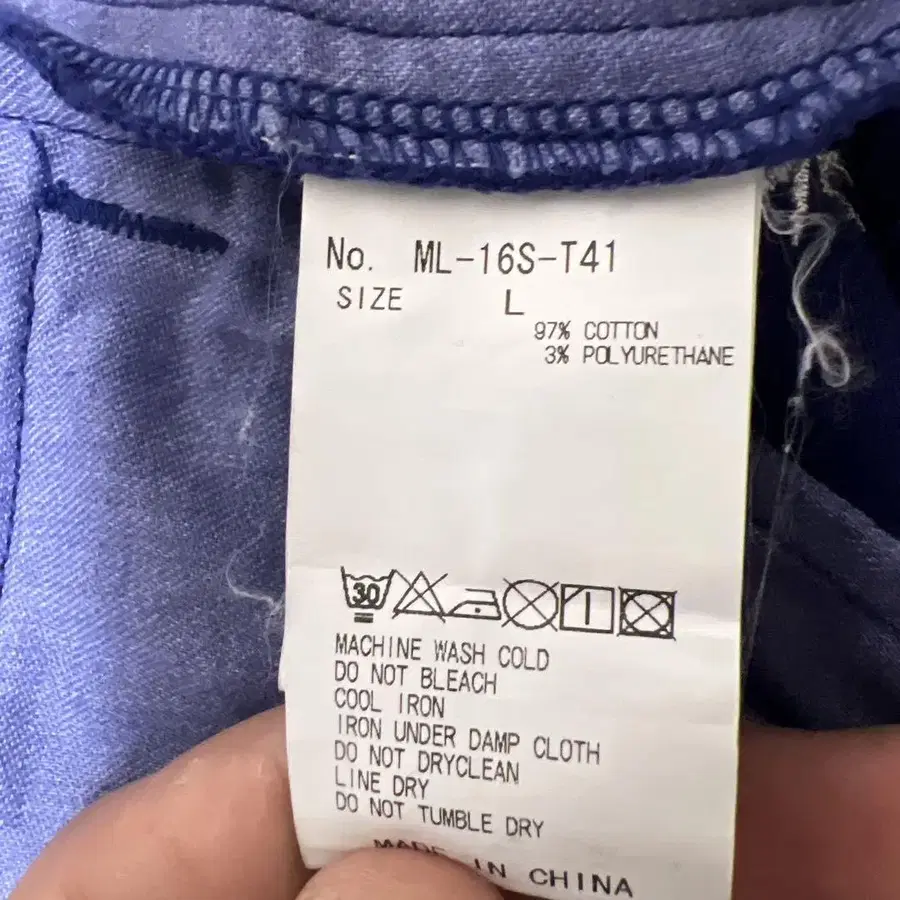 No. ML-16S-T41
SIZE L
97% COTTON
3% POLYURETHANE
30
MACHINE WASH COLD
DO NOT BLEACH
COOL IRON
IRON UNDER DAMP CLOTH
DO NOT DRYCLEAN
LINE DRY
DO NOT TUMBLE DRY
MADE IN CHINA